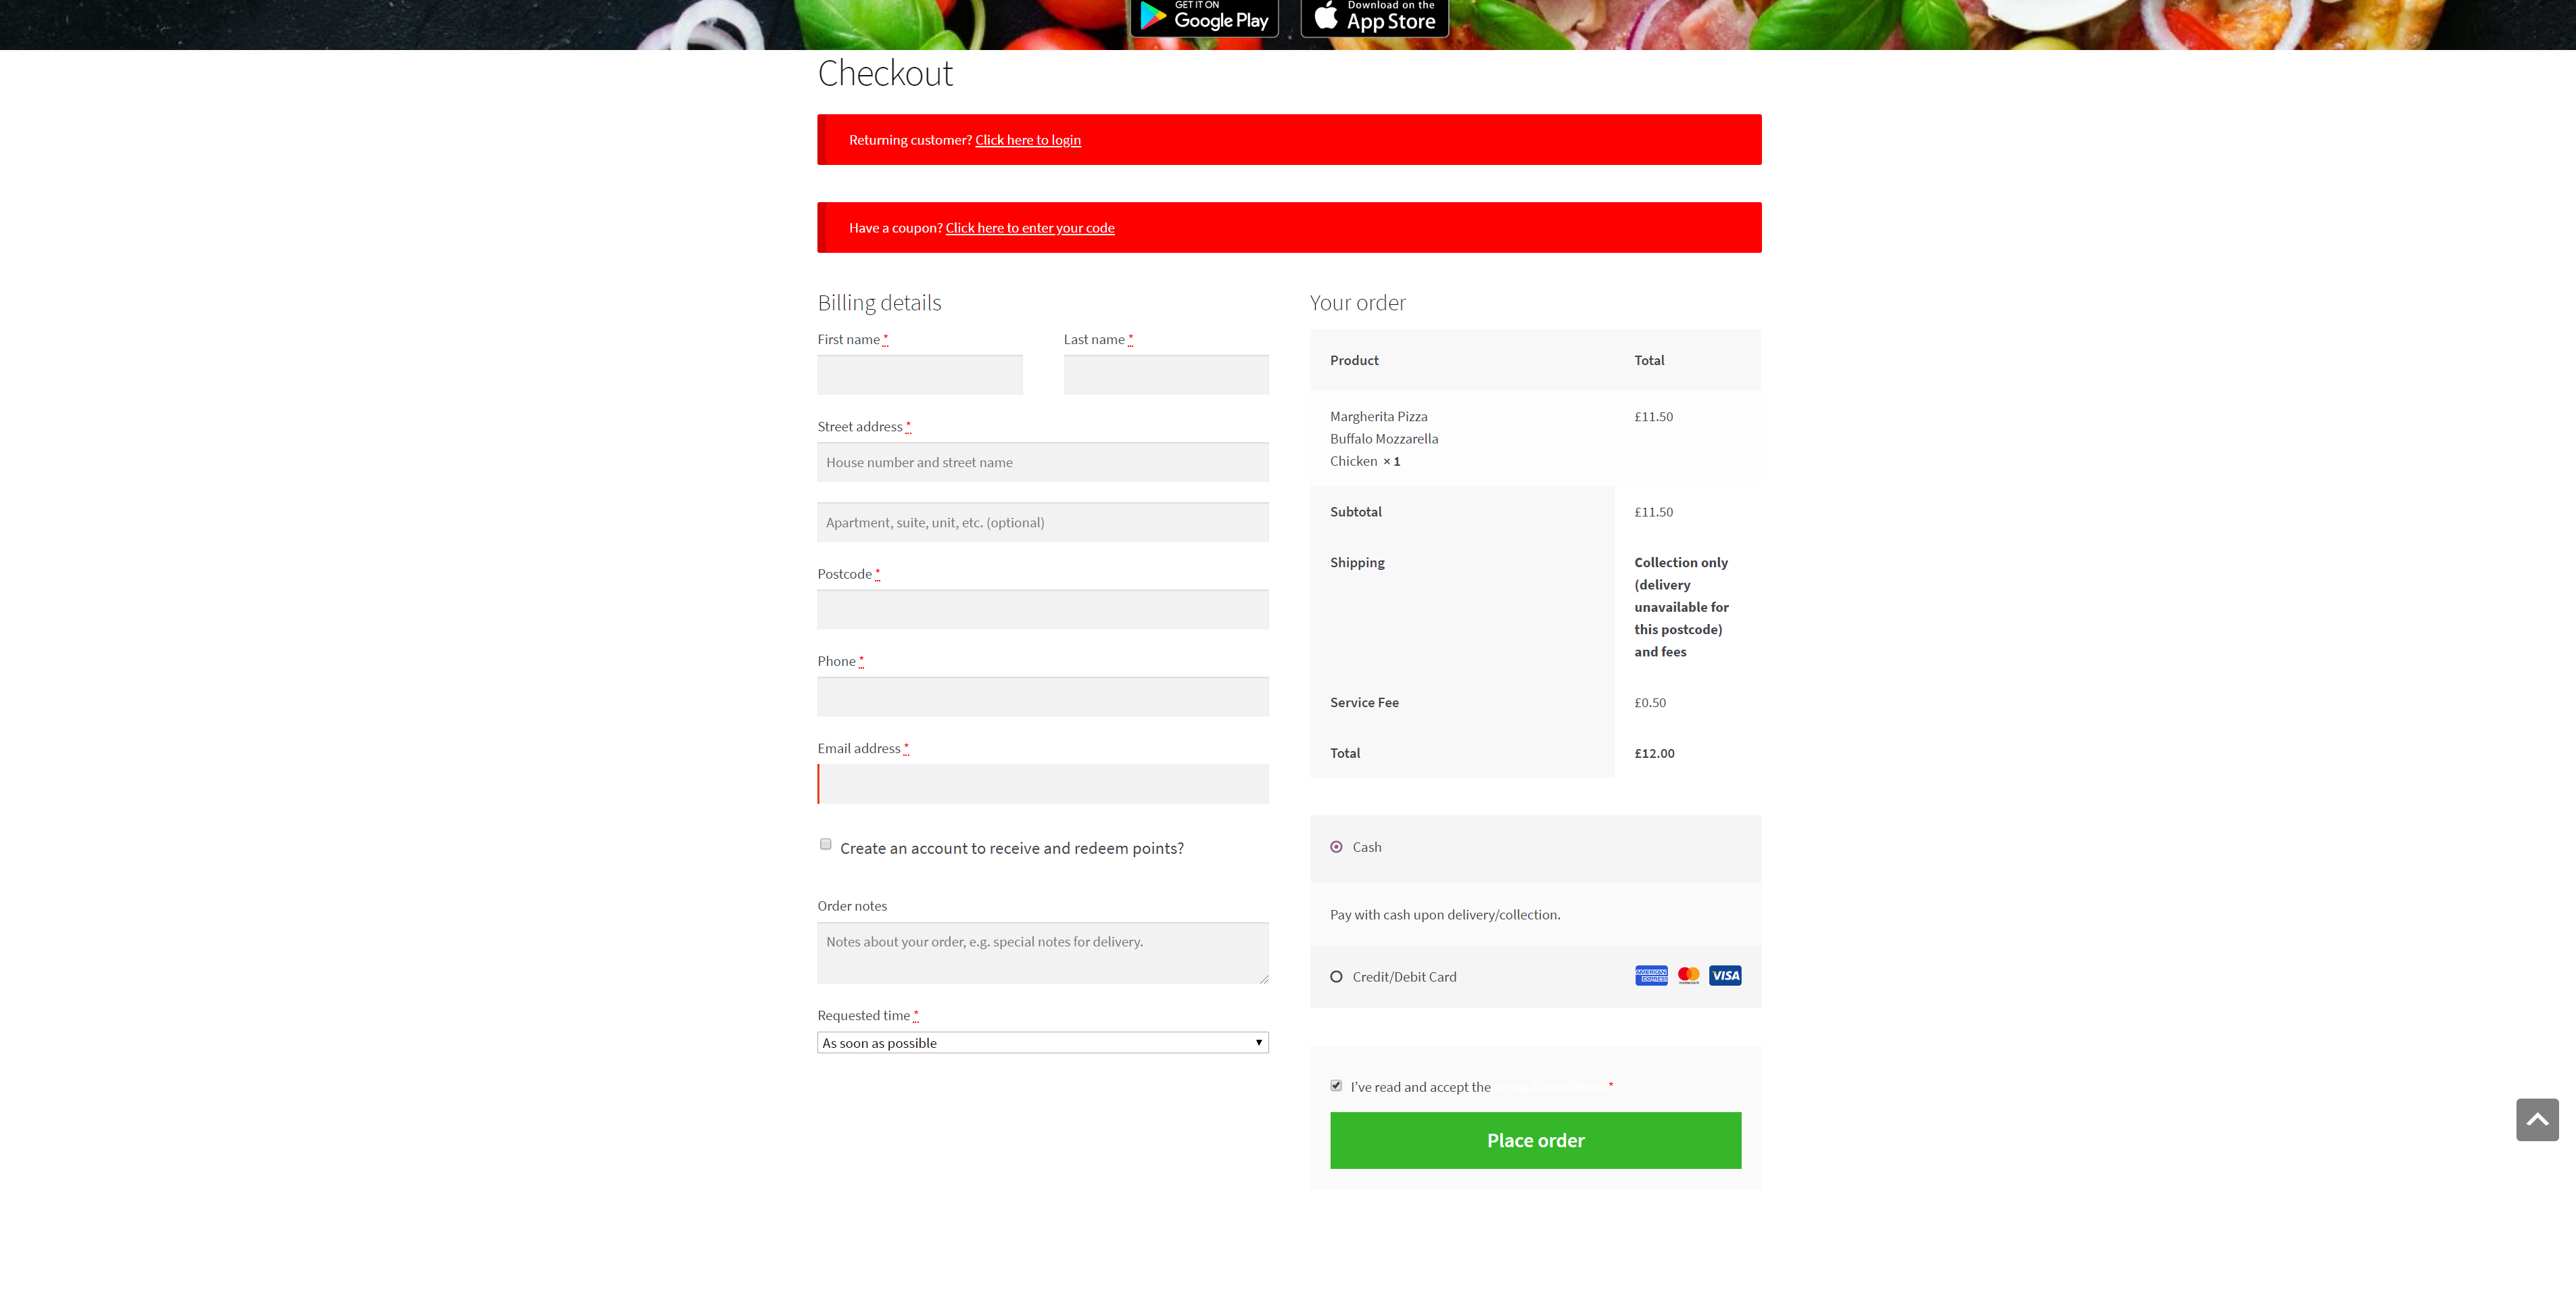 GET IT ON
Google Play
Download on the
App Store
Checkout
Returning customer? Click here to login
Have a coupon? Click here to enter your code
Billing details
First name *
Last name *
Street address *
House number and street name
Apartment, suite, unit, etc. (optional)
Postcode *
Phone *
Email address *
Create an account to receive and redeem points?
Order notes
Notes about your order, e.g. special notes for delivery.
Requested time *
As soon as possible
Your order
Product Total
Margherita Pizza £11.50
Buffalo Mozzarella
Chicken × 1
Subtotal £11.50
Shipping Collection only
(delivery
unavailable for
this postcode)
and fees
Service Fee £0.50
Total £12.00
Cash
Pay with cash upon delivery/collection.
Credit/Debit Card
AMERICAN
EXPRESS
mastercard
VISA
I've read and accept the *
Place order